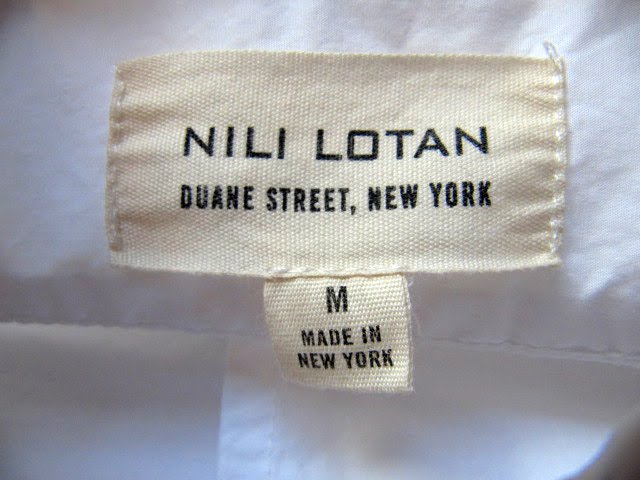 NILI LOTAN
DUANE STREET, NEW YORK
M
MADE IN
NEW YORK